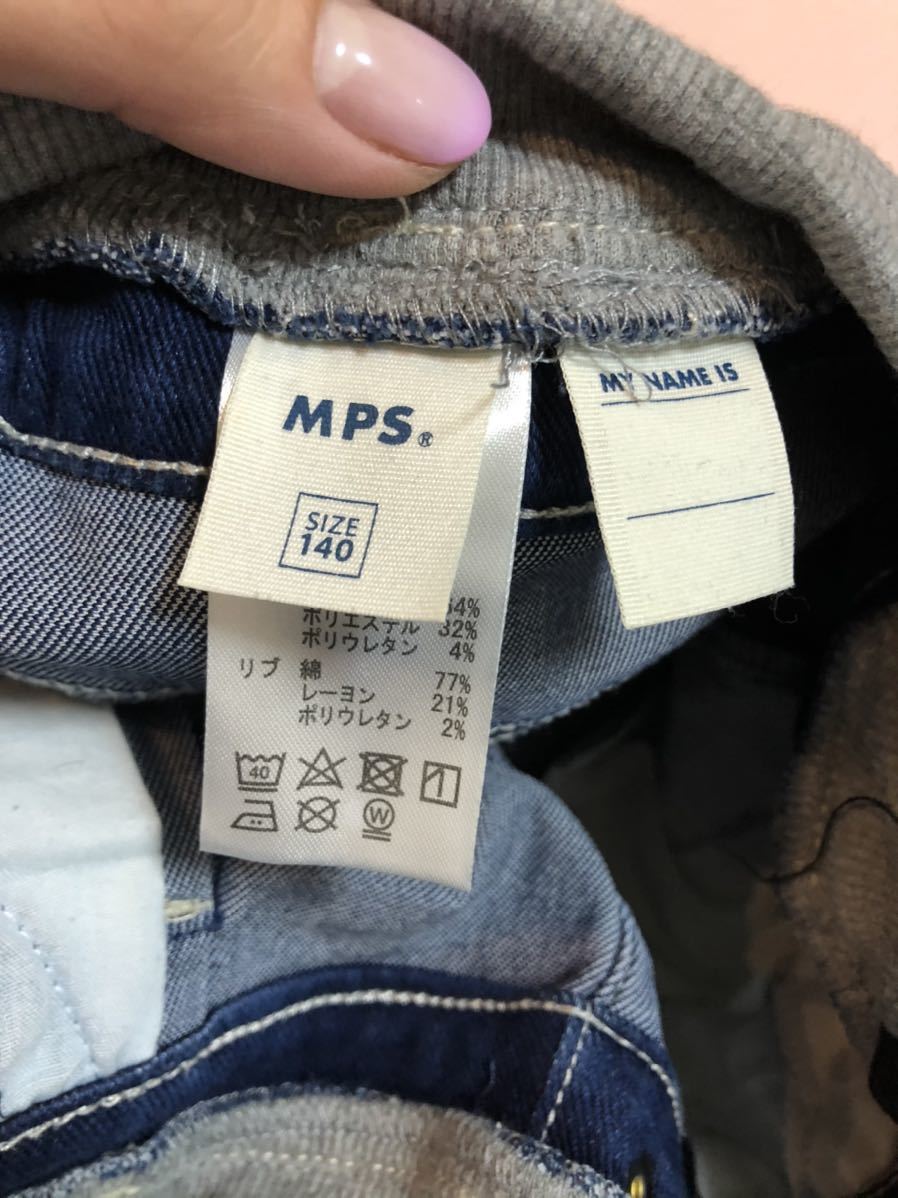 MPS®
SIZE
140
MY NAME IS
64%
ポリエステル 32%
ポリウレタン 4%
リブ 綿 77%
レーヨン 21%
ポリウレタン 2%
40
1
W